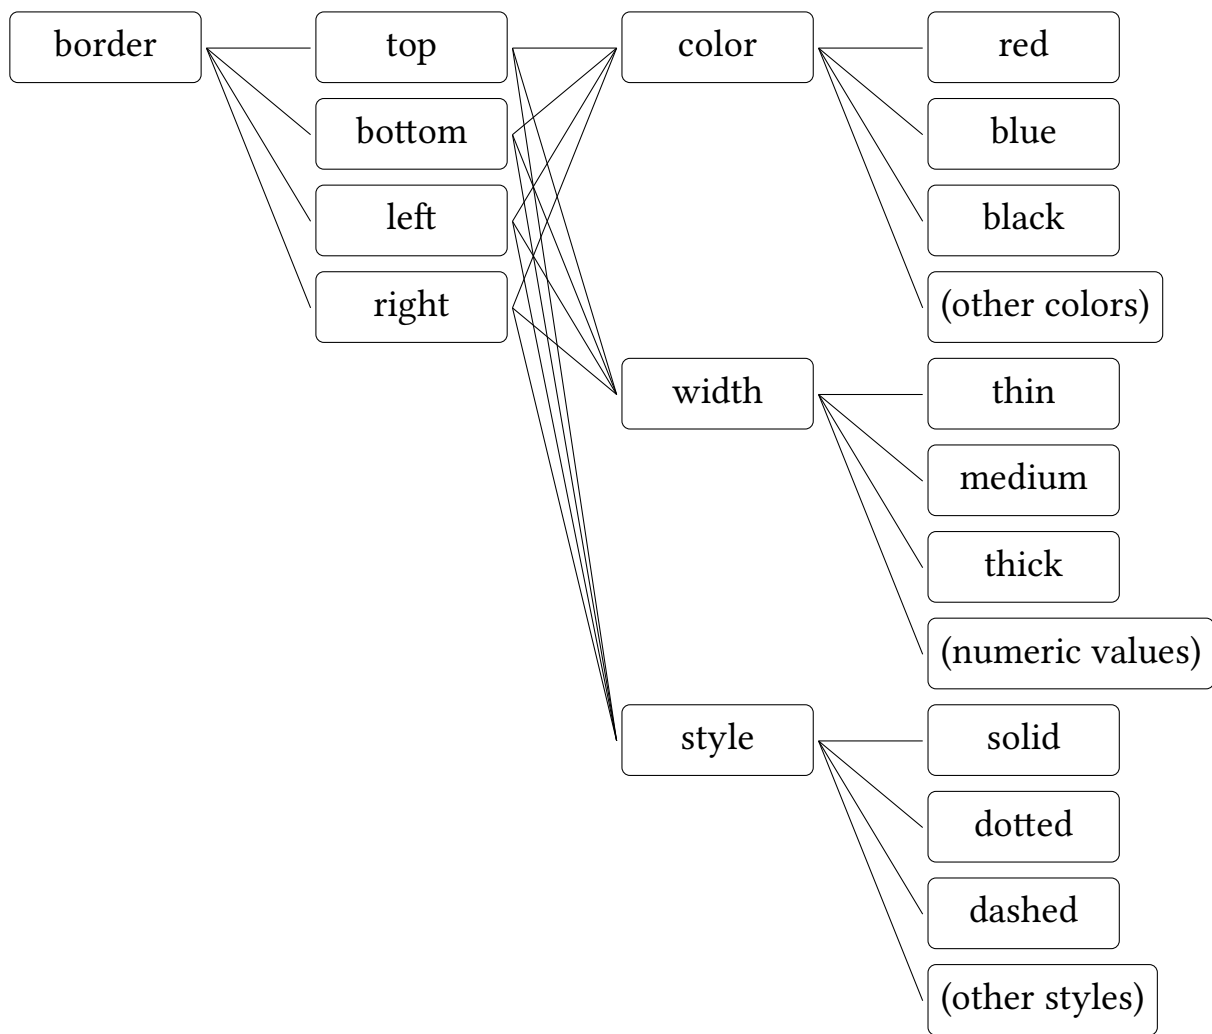 border
top
color
red
bottom
blue
left
black
right
(other colors)
width
thin
medium
thick
(numeric values)
style
solid
dotted
dashed
(other styles)